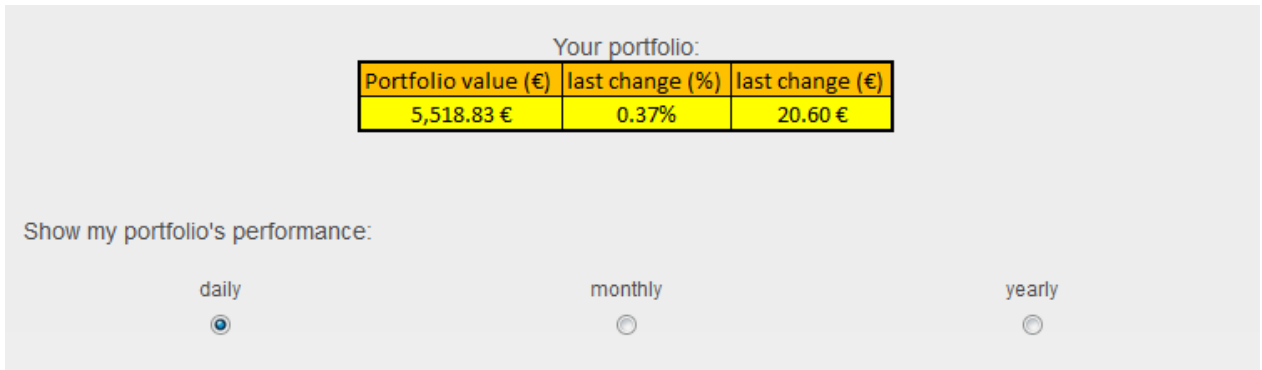 Your portfolio:
Portfolio value (€) last change (%) last change (€)
5,518.83 € 0.37% 20.60 €
Show my portfolio's performance:
daily monthly yearly